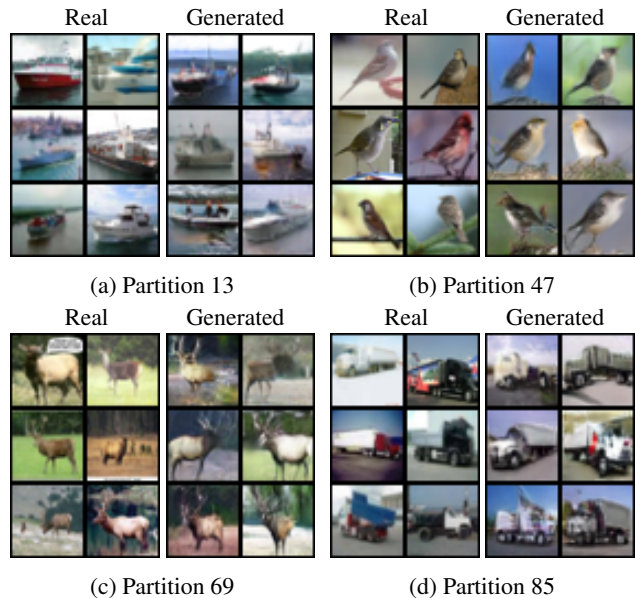 Real Generated Real Generated
(a) Partition 13 (b) Partition 47
Real Generated Real Generated
(c) Partition 69 (d) Partition 85